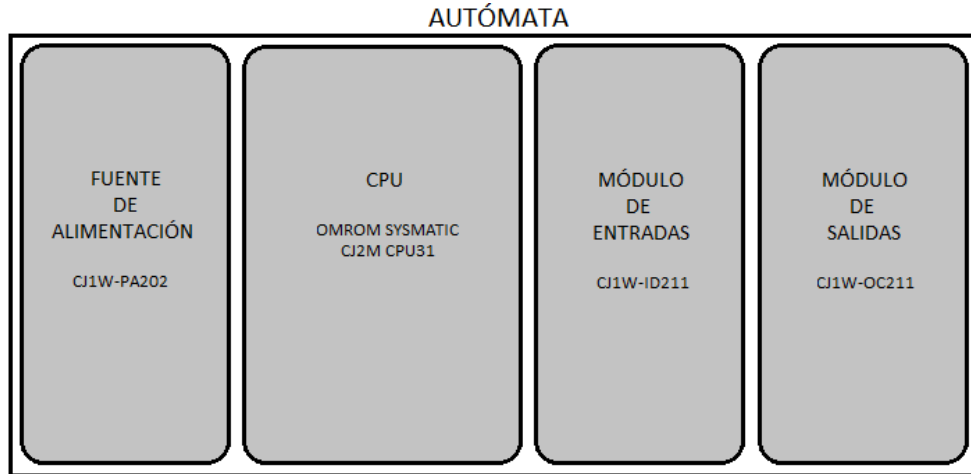 AUTÓMATA
FUENTE
DE
ALIMENTACIÓN
CJ1W-PA202
CPU
OMROM SYSMATIC
CJ2M CPU31
MÓDULO
DE
ENTRADAS
CJ1W-ID211
MÓDULO
DE
SALIDAS
CJ1W-OC211